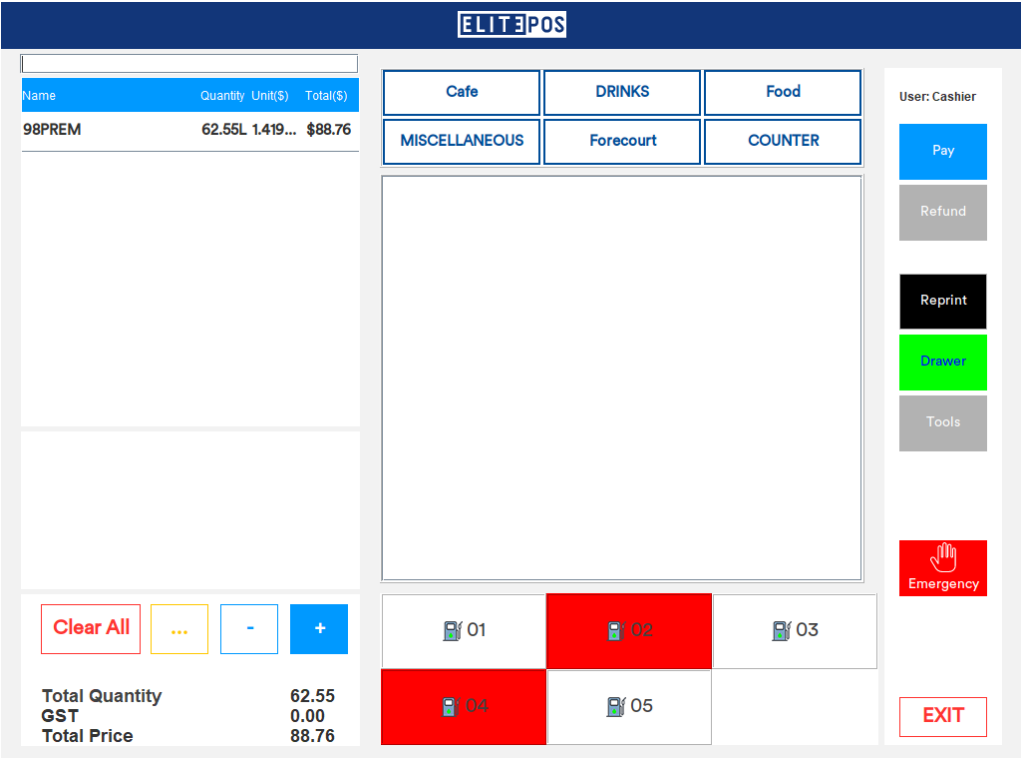 ELITEPOS
Name Quantity Unit($) Total($)
98PREM 62.55L 1.419... $88.76
Cafe DRINKS Food
MISCELLANEOUS Forecourt COUNTER
User: Cashier
Pay
Refund
Reprint
Drawer
Tools
Emergency
EXIT
01 02 03
04 05
Clear All ... - +
Total Quantity 62.55
GST 0.00
Total Price 88.76